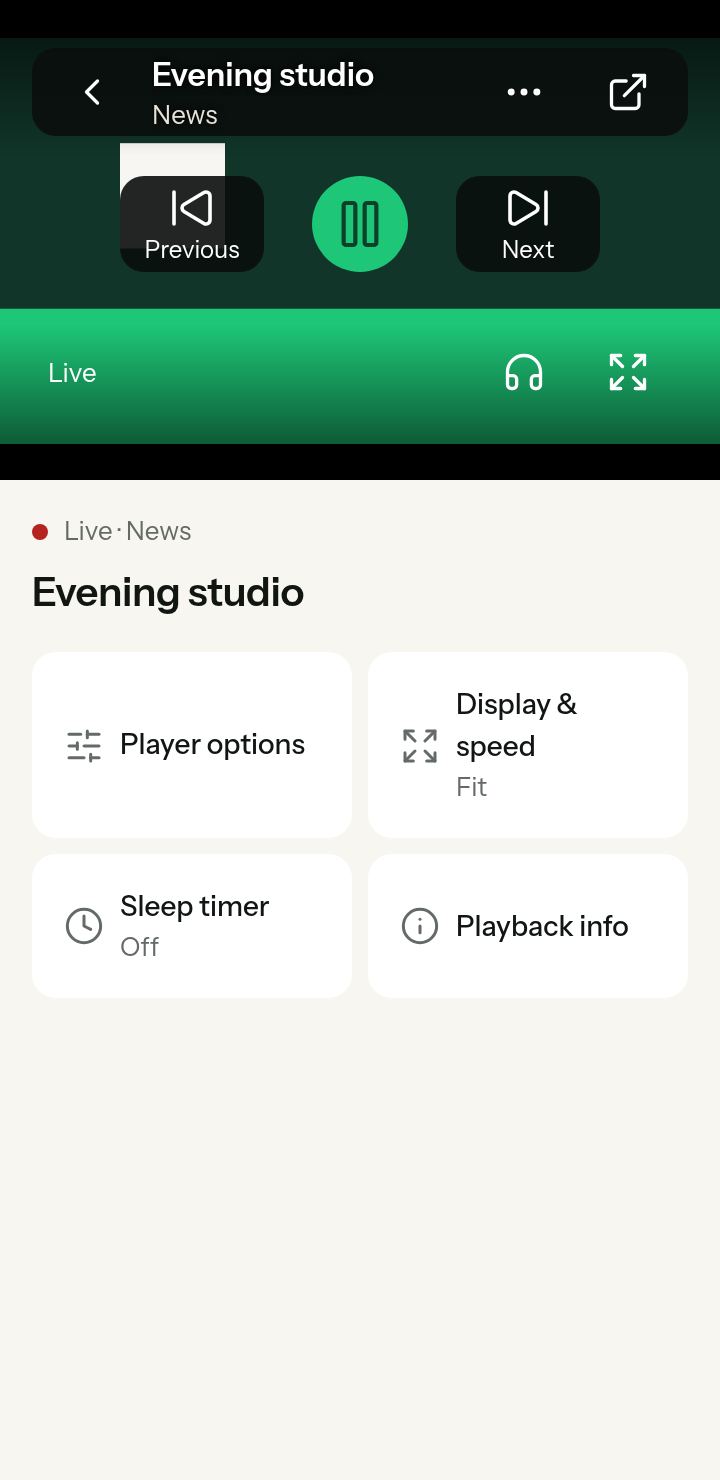 Evening studio
News
Previous
Next
Live
Live · News
Evening studio
Player options
Display &
speed
Fit
Sleep timer
Off
Playback info